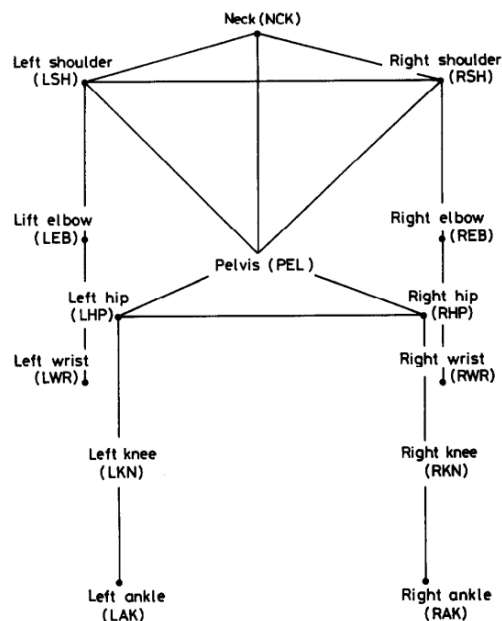 Neck (NCK)
Left shoulder
(LSH)
Right shoulder
(RSH)
Lift elbow
(LEB)
Right elbow
(REB)
Pelvis (PEL)
Left hip
(LHP)
Right hip
(RHP)
Left wrist
(LWR)
Right wrist
(RWR)
Left knee
(LKN)
Right knee
(RKN)
Left ankle
(LAK)
Right ankle
(RAK)